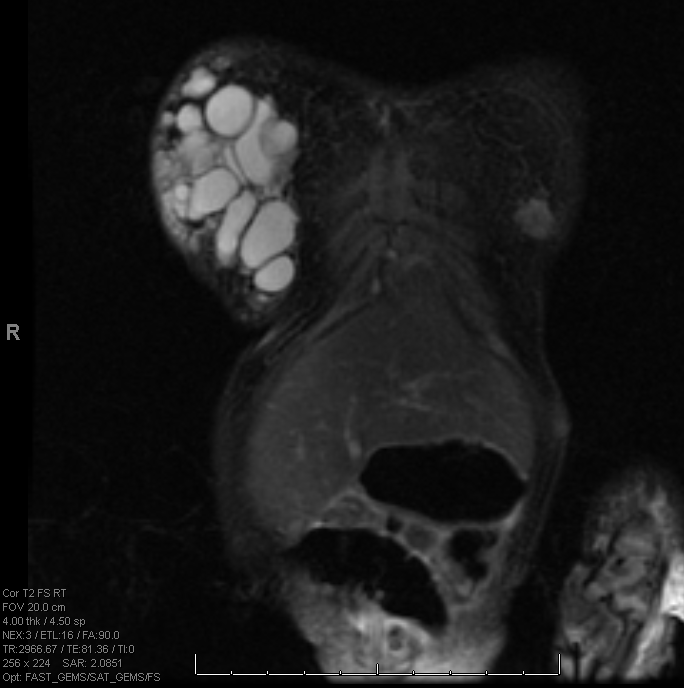 R
Cor T2 FS RT
FOV 20.0 cm
4.00 thk / 4.50 sp
NEX:3 / ETL:16 / FA:90.0
TR:2966.67 / TE:81.36 / TI:0
256 x 224 SAR: 2.0851
Opt: FAST_GEMS/SAT_GEMS/FS